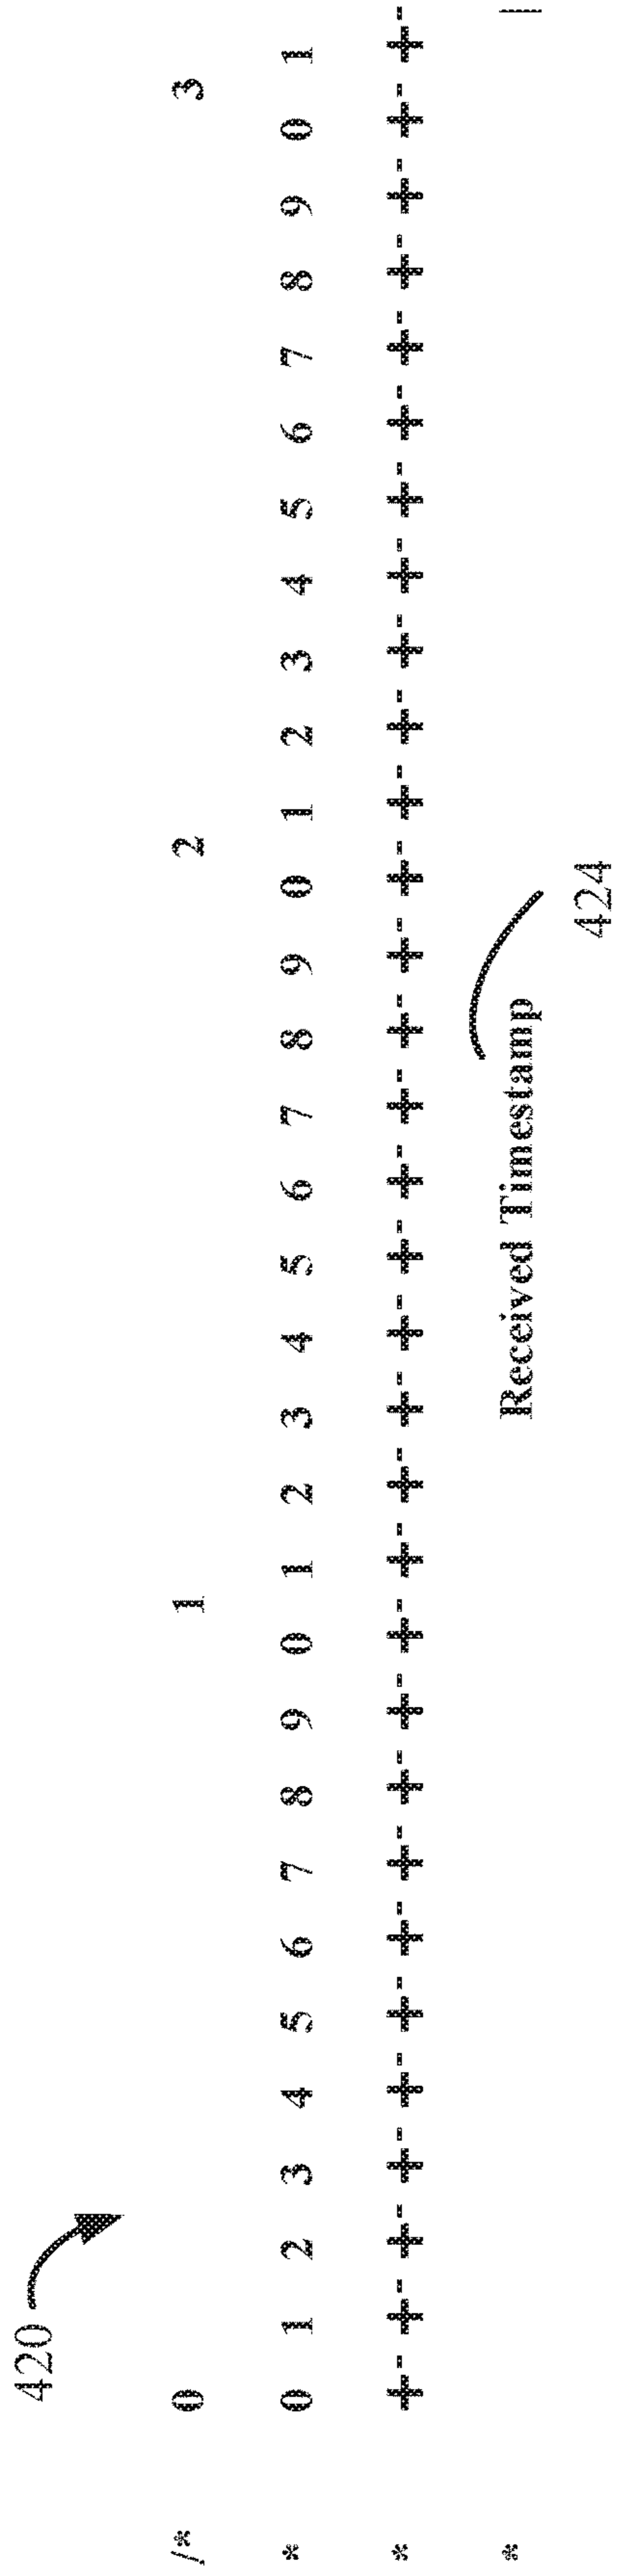 420
/* 0 1 2 3
* 0 1 2 3 4 5 6 7 8 9 0 1 2 3 4 5 6 7 8 9 0 1 2 3 4 5 6 7 8 9 0 1
* +-+-+-+-+-+-+-+-+-+-+-+-+-+-+-+-+-+-+-+-+-+-+-+-+-+-+-+-+-+-+-+-
* Received Timestamp |
424